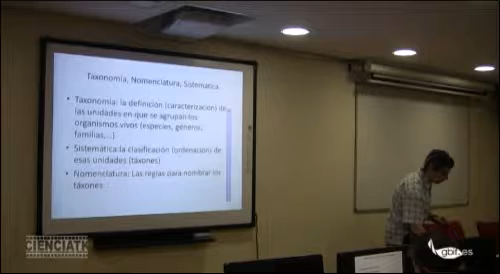 Taxonomía, Nomenclatura, Sistemática
• Taxonomía: la definición (caracterización) de
las unidades en que se agrupan los
organismos vivos (especies, géneros,
familias,...)
• Sistemática:la clasificación (ordenación) de
esas unidades (táxones)
• Nomenclatura: Las reglas para nombrar los
táxones
CIENCIATK
gbif.es